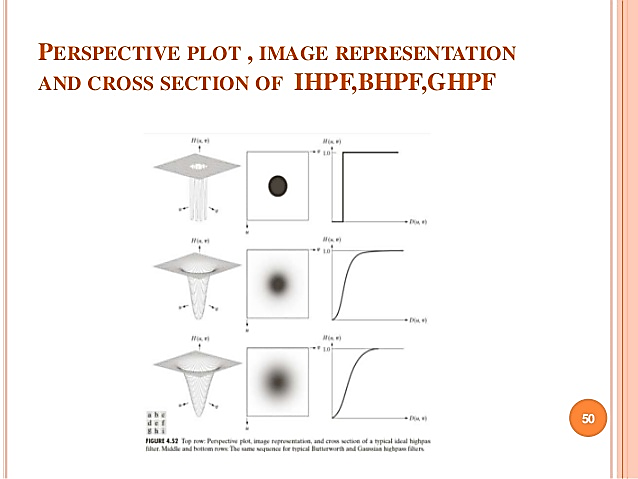 PERSPECTIVE PLOT , IMAGE REPRESENTATION
AND CROSS SECTION OF IHPF,BHPF,GHPF
H(u, v)
v
u
u
v
H(u, v)
1.0
D(u, v)
H(u, v)
v
u
u
v
H(u, v)
1.0
D(u, v)
H(u, v)
v
u
u
v
H(u, v)
1.0
D(u, v)
a b c
d e f
g h i
50
FIGURE 4.52 Top row: Perspective plot, image representation, and cross section of a typical ideal highpass
filter. Middle and bottom rows: The same sequence for typical Butterworth and Gaussian highpass filters.